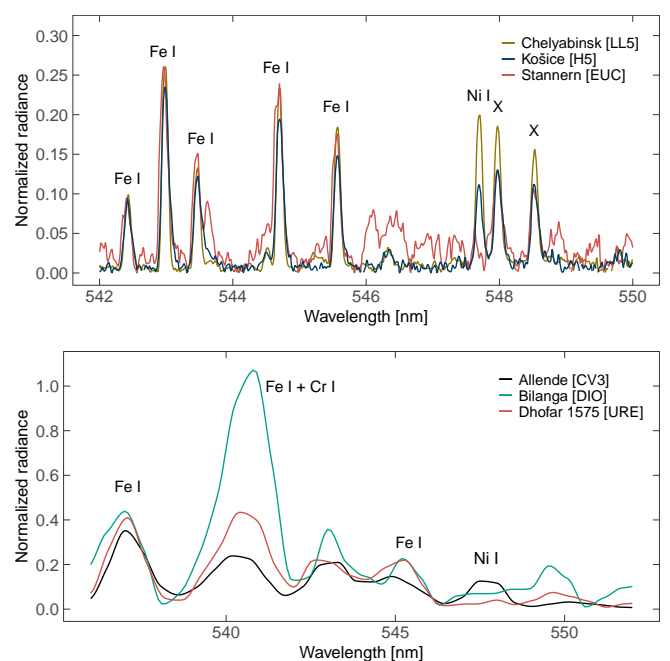 0.30
0.25
0.20
0.15
0.10
0.05
0.00
Normalized radiance
Fe I
Fe I
Fe I
Fe I
Fe I
Ni I
X
X
Chelyabinsk [LL5]
Košice [H5]
Stannern [EUC]
542 544 546 548 550
Wavelength [nm]
1.0
0.8
0.6
0.4
0.2
0.0
Normalized radiance
Fe I
Fe I + Cr I
Fe I
Ni I
Allende [CV3]
Bilanga [DIO]
Dhofar 1575 [URE]
540 545 550
Wavelength [nm]